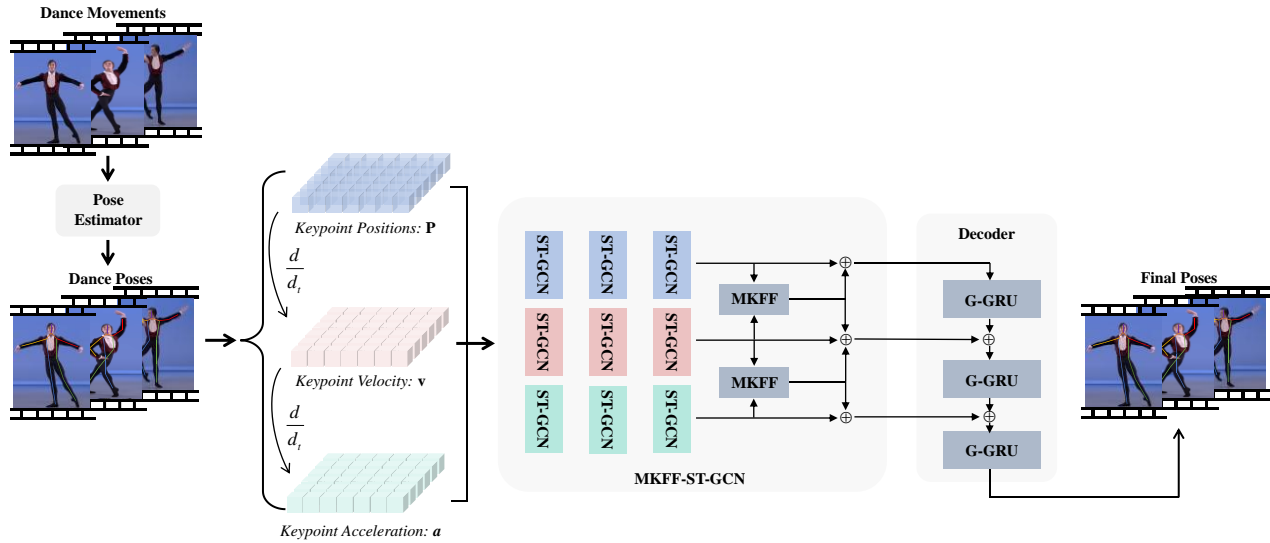 Dance Movements
Pose
Estimator
Dance Poses
Keypoint Positions: P
d
d_t
Keypoint Velocity: v
d
d_t
Keypoint Acceleration: a
ST-GCN
ST-GCN
ST-GCN
ST-GCN
ST-GCN
ST-GCN
ST-GCN
ST-GCN
ST-GCN
MKFF
MKFF
MKFF-ST-GCN
Decoder
G-GRU
G-GRU
G-GRU
Final Poses